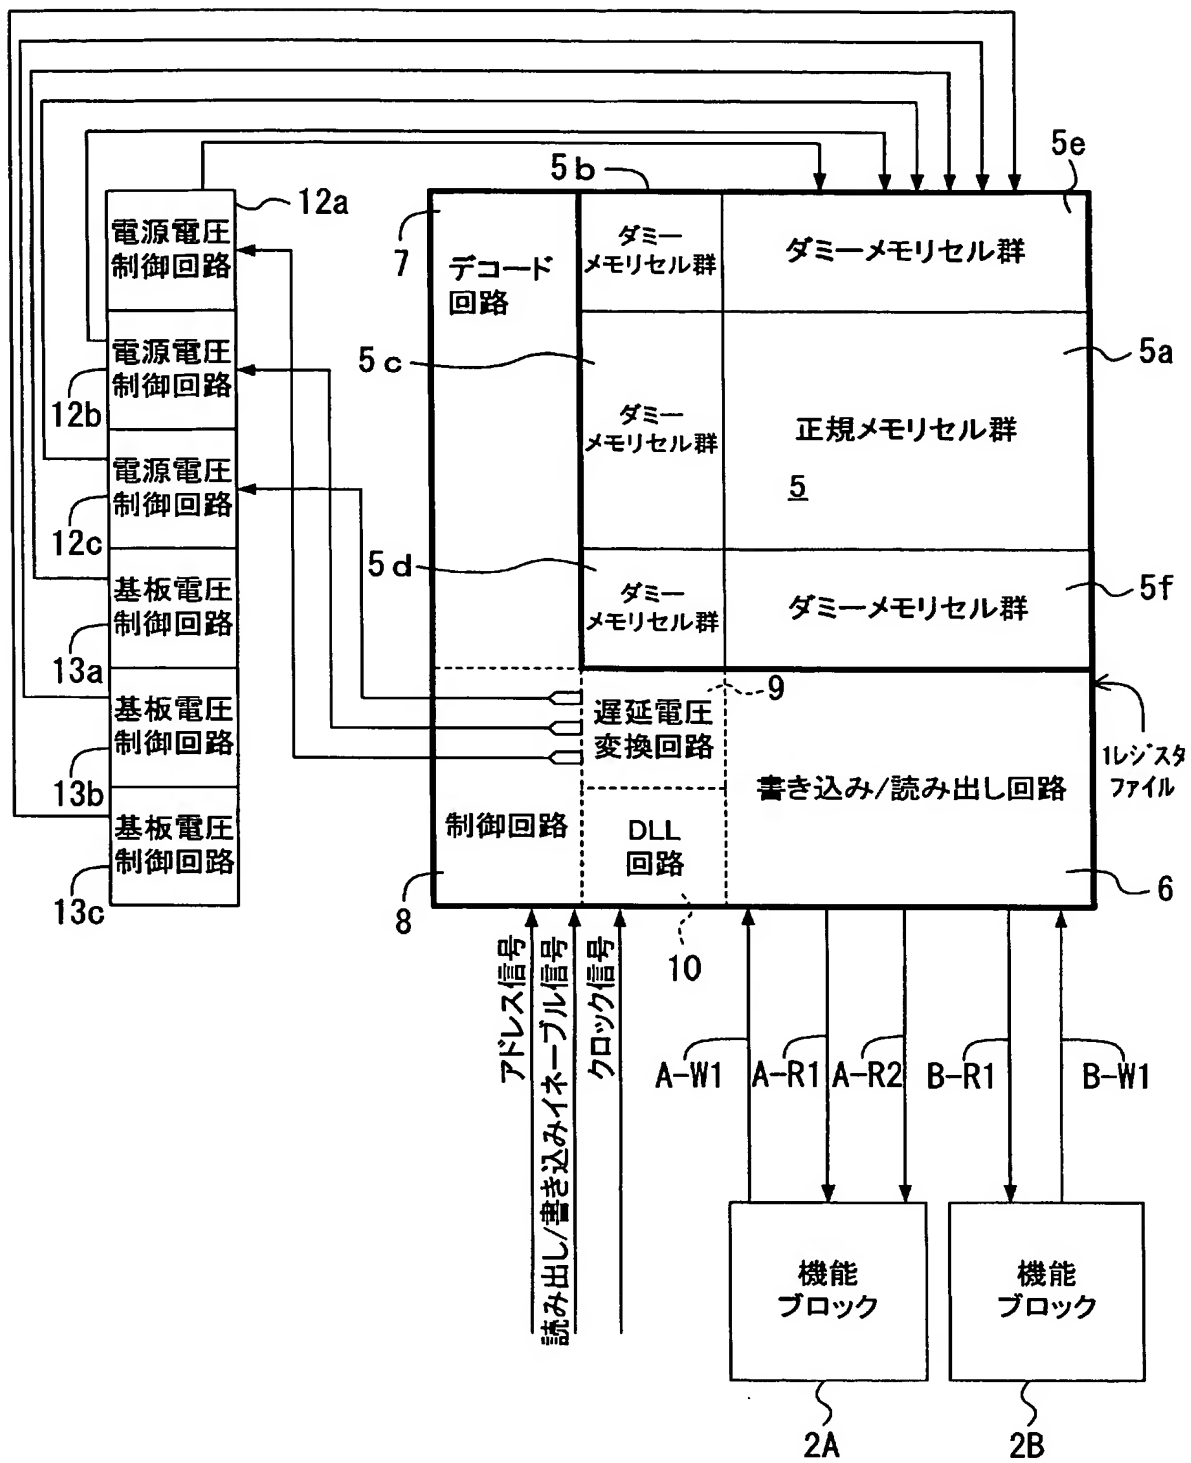 5b
5e
12a
電源電圧
制御回路
7
デコード
回路
ダミー
メモリセル群
ダミーメモリセル群
電源電圧
制御回路
12b
5c
5a
ダミー
メモリセル群
正規メモリセル群
5
電源電圧
制御回路
12c
5d
ダミー
メモリセル群
ダミーメモリセル群
5f
基板電圧
制御回路
13a
9
遅延電圧
変換回路
基板電圧
制御回路
13b
書き込み/読み出し回路
1レジスタ
ファイル
基板電圧
制御回路
13c
制御回路
8
DLL
回路
10
6
アドレス信号
読み出し/書き込みイネーブル信号
クロック信号
A-W1
A-R1
A-R2
B-R1
B-W1
機能
ブロック
機能
ブロック
2A
2B